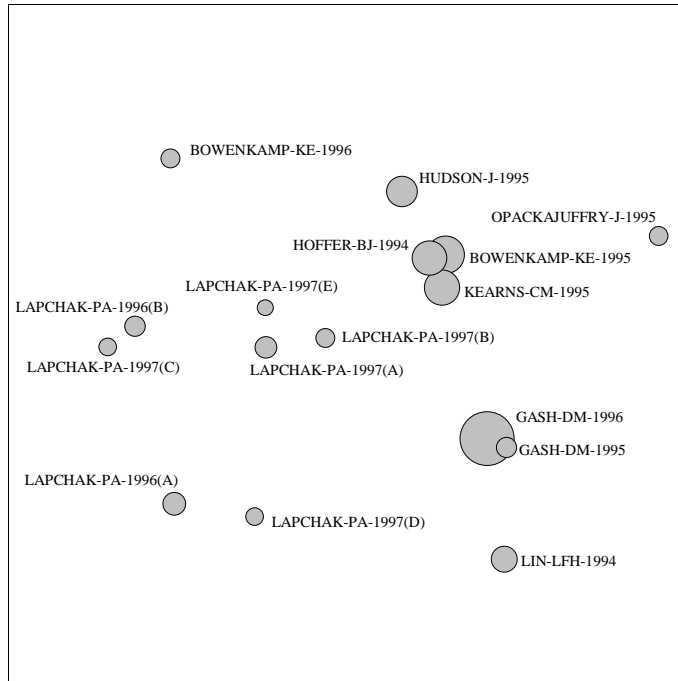 BOWENKAMP-KE-1996
HUDSON-J-1995
OPACKAJUFFRY-J-1995
HOFFER-BJ-1994
BOWENKAMP-KE-1995
LAPCHAK-PA-1997(E)
KEARNS-CM-1995
LAPCHAK-PA-1996(B)
LAPCHAK-PA-1997(B)
LAPCHAK-PA-1997(C)
LAPCHAK-PA-1997(A)
GASH-DM-1996
GASH-DM-1995
LAPCHAK-PA-1996(A)
LAPCHAK-PA-1997(D)
LIN-LFH-1994